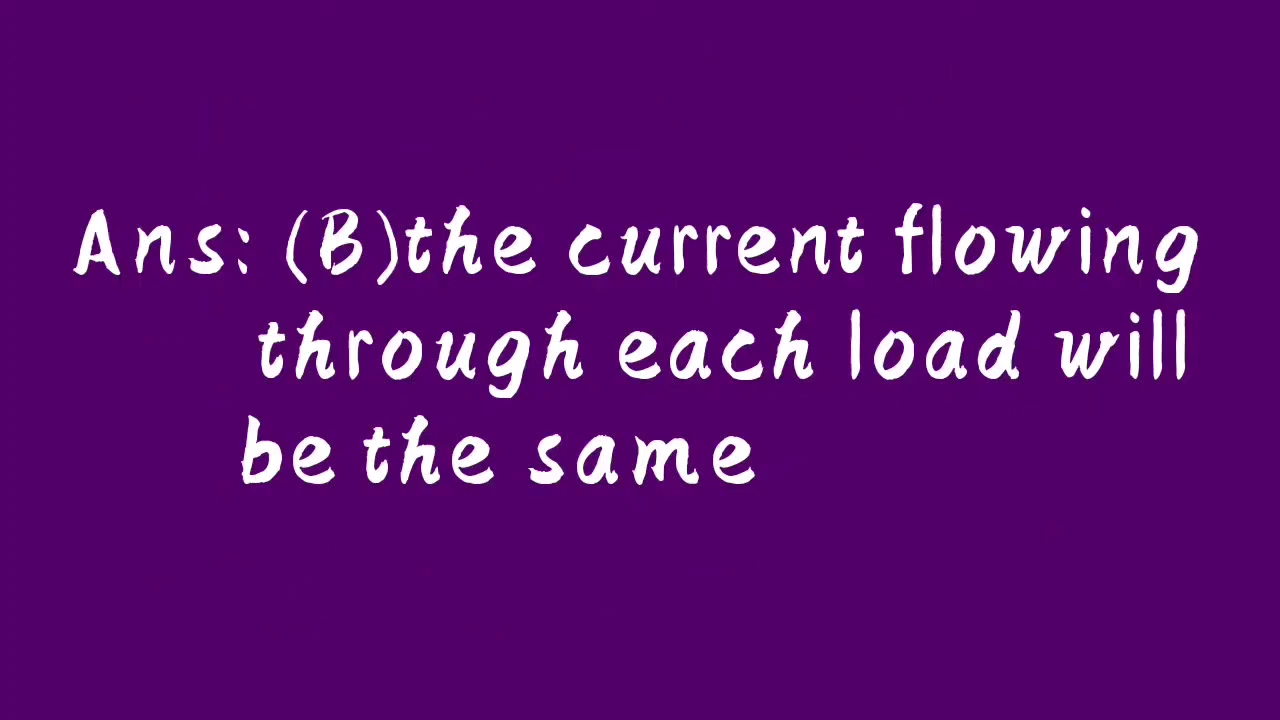 Ans: (B)the current flowing
through each load will
be the same